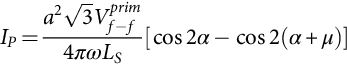 I_P = \frac{a^2 \sqrt{3} V_{f-f}^{prim}}{4\pi\omega L_S} [\cos 2\alpha - \cos 2(\alpha + \mu)]